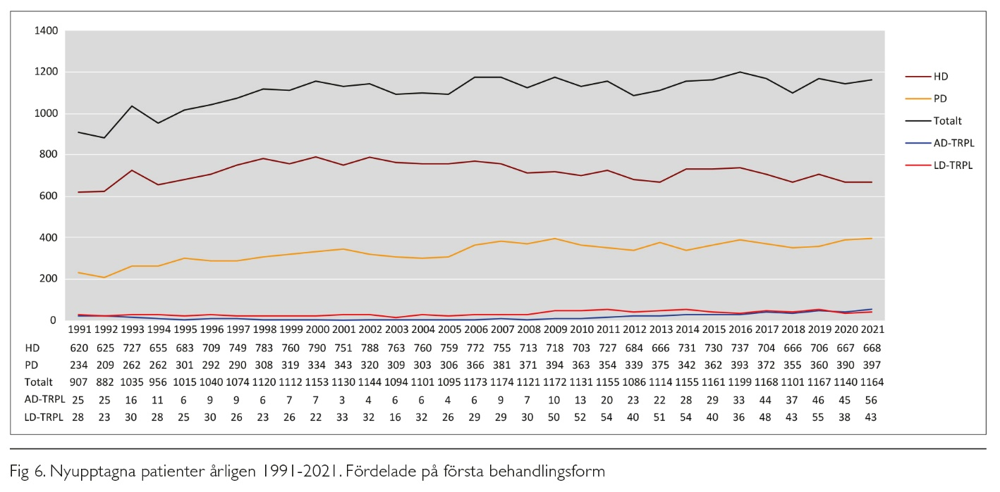 1400
1200
1000
800
600
400
200
0
HD
PD
Totalt
AD-TRPL
LD-TRPL
1991 1992 1993 1994 1995 1996 1997 1998 1999 2000 2001 2002 2003 2004 2005 2006 2007 2008 2009 2010 2011 2012 2013 2014 2015 2016 2017 2018 2019 2020 2021
HD 620 625 727 655 683 709 749 783 760 790 751 788 763 760 759 772 755 713 718 703 727 684 666 731 730 737 704 666 706 667 668
PD 234 209 262 262 301 292 290 308 319 334 343 320 309 303 306 366 381 371 394 363 354 339 375 342 362 393 372 355 360 390 397
Totalt 907 882 1035 956 1015 1040 1074 1120 1112 1153 1130 1144 1094 1101 1095 1173 1174 1121 1172 1131 1155 1086 1114 1155 1161 1199 1168 1101 1167 1140 1164
AD-TRPL 25 25 16 11 6 9 9 6 7 7 3 4 6 6 4 6 9 7 10 13 20 23 22 28 29 33 44 37 46 45 56
LD-TRPL 28 23 30 28 25 30 26 23 26 22 33 32 16 32 26 29 29 30 50 52 54 40 51 54 40 36 48 43 55 38 43
Fig 6. Nyupptagna patienter årligen 1991-2021. Fördelade på första behandlingsform